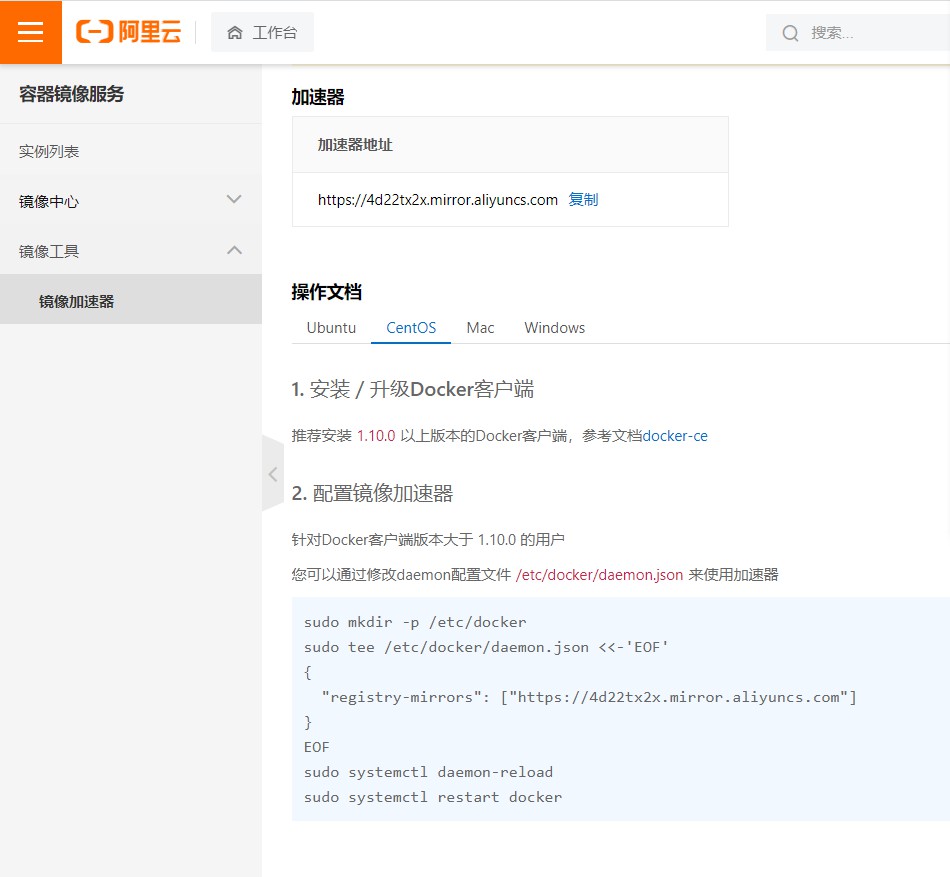 阿里云 工作台 搜索...
容器镜像服务
实例列表
镜像中心
镜像工具
镜像加速器
加速器
加速器地址
https://4d22tx2x.mirror.aliyuncs.com 复制
操作文档
Ubuntu CentOS Mac Windows
1. 安装 / 升级Docker客户端
推荐安装 1.10.0 以上版本的Docker客户端，参考文档docker-ce
2. 配置镜像加速器
针对Docker客户端版本大于 1.10.0 的用户
您可以通过修改daemon配置文件 /etc/docker/daemon.json 来使用加速器
sudo mkdir -p /etc/docker
sudo tee /etc/docker/daemon.json <<-'EOF'
{
  "registry-mirrors": ["https://4d22tx2x.mirror.aliyuncs.com"]
}
EOF
sudo systemctl daemon-reload
sudo systemctl restart docker